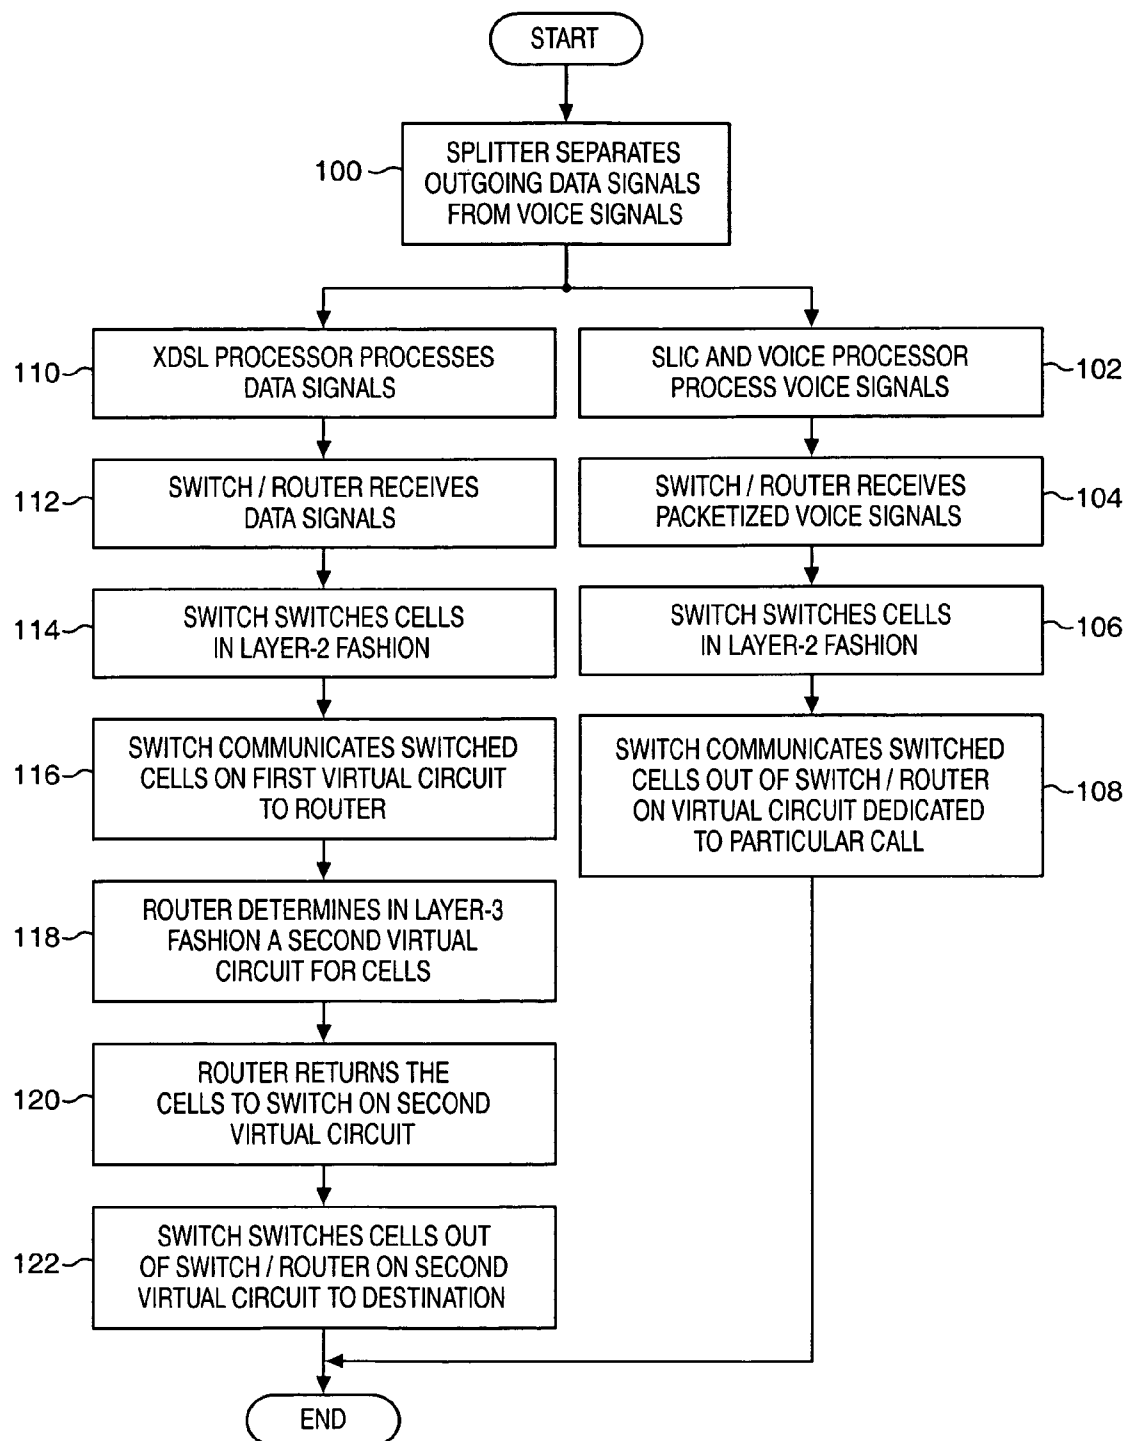 START
100
SPLITTER SEPARATES
OUTGOING DATA SIGNALS
FROM VOICE SIGNALS
110
XDSL PROCESSOR PROCESSES
DATA SIGNALS
112
SWITCH / ROUTER RECEIVES
DATA SIGNALS
114
SWITCH SWITCHES CELLS
IN LAYER-2 FASHION
116
SWITCH COMMUNICATES SWITCHED
CELLS ON FIRST VIRTUAL CIRCUIT
TO ROUTER
118
ROUTER DETERMINES IN LAYER-3
FASHION A SECOND VIRTUAL
CIRCUIT FOR CELLS
120
ROUTER RETURNS THE
CELLS TO SWITCH ON SECOND
VIRTUAL CIRCUIT
122
SWITCH SWITCHES CELLS OUT
OF SWITCH / ROUTER ON SECOND
VIRTUAL CIRCUIT TO DESTINATION
SLIC AND VOICE PROCESSOR
PROCESS VOICE SIGNALS
102
SWITCH / ROUTER RECEIVES
PACKETIZED VOICE SIGNALS
104
SWITCH SWITCHES CELLS
IN LAYER-2 FASHION
106
SWITCH COMMUNICATES SWITCHED
CELLS OUT OF SWITCH / ROUTER
ON VIRTUAL CIRCUIT DEDICATED
TO PARTICULAR CALL
108
END